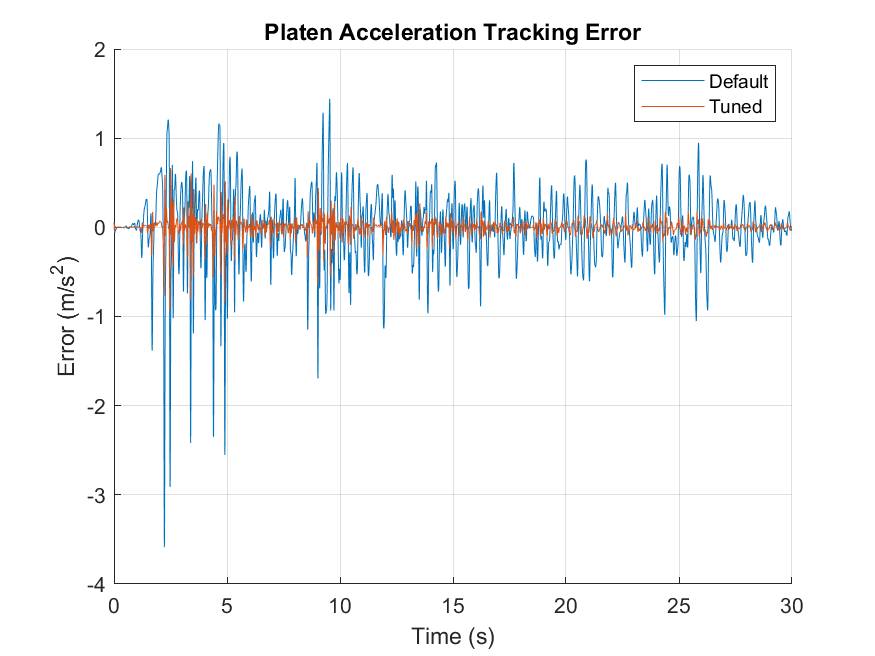 Platen Acceleration Tracking Error
Default
Tuned
2
1
0
-1
-2
-3
-4
Error (m/s²)
0 5 10 15 20 25 30
Time (s)